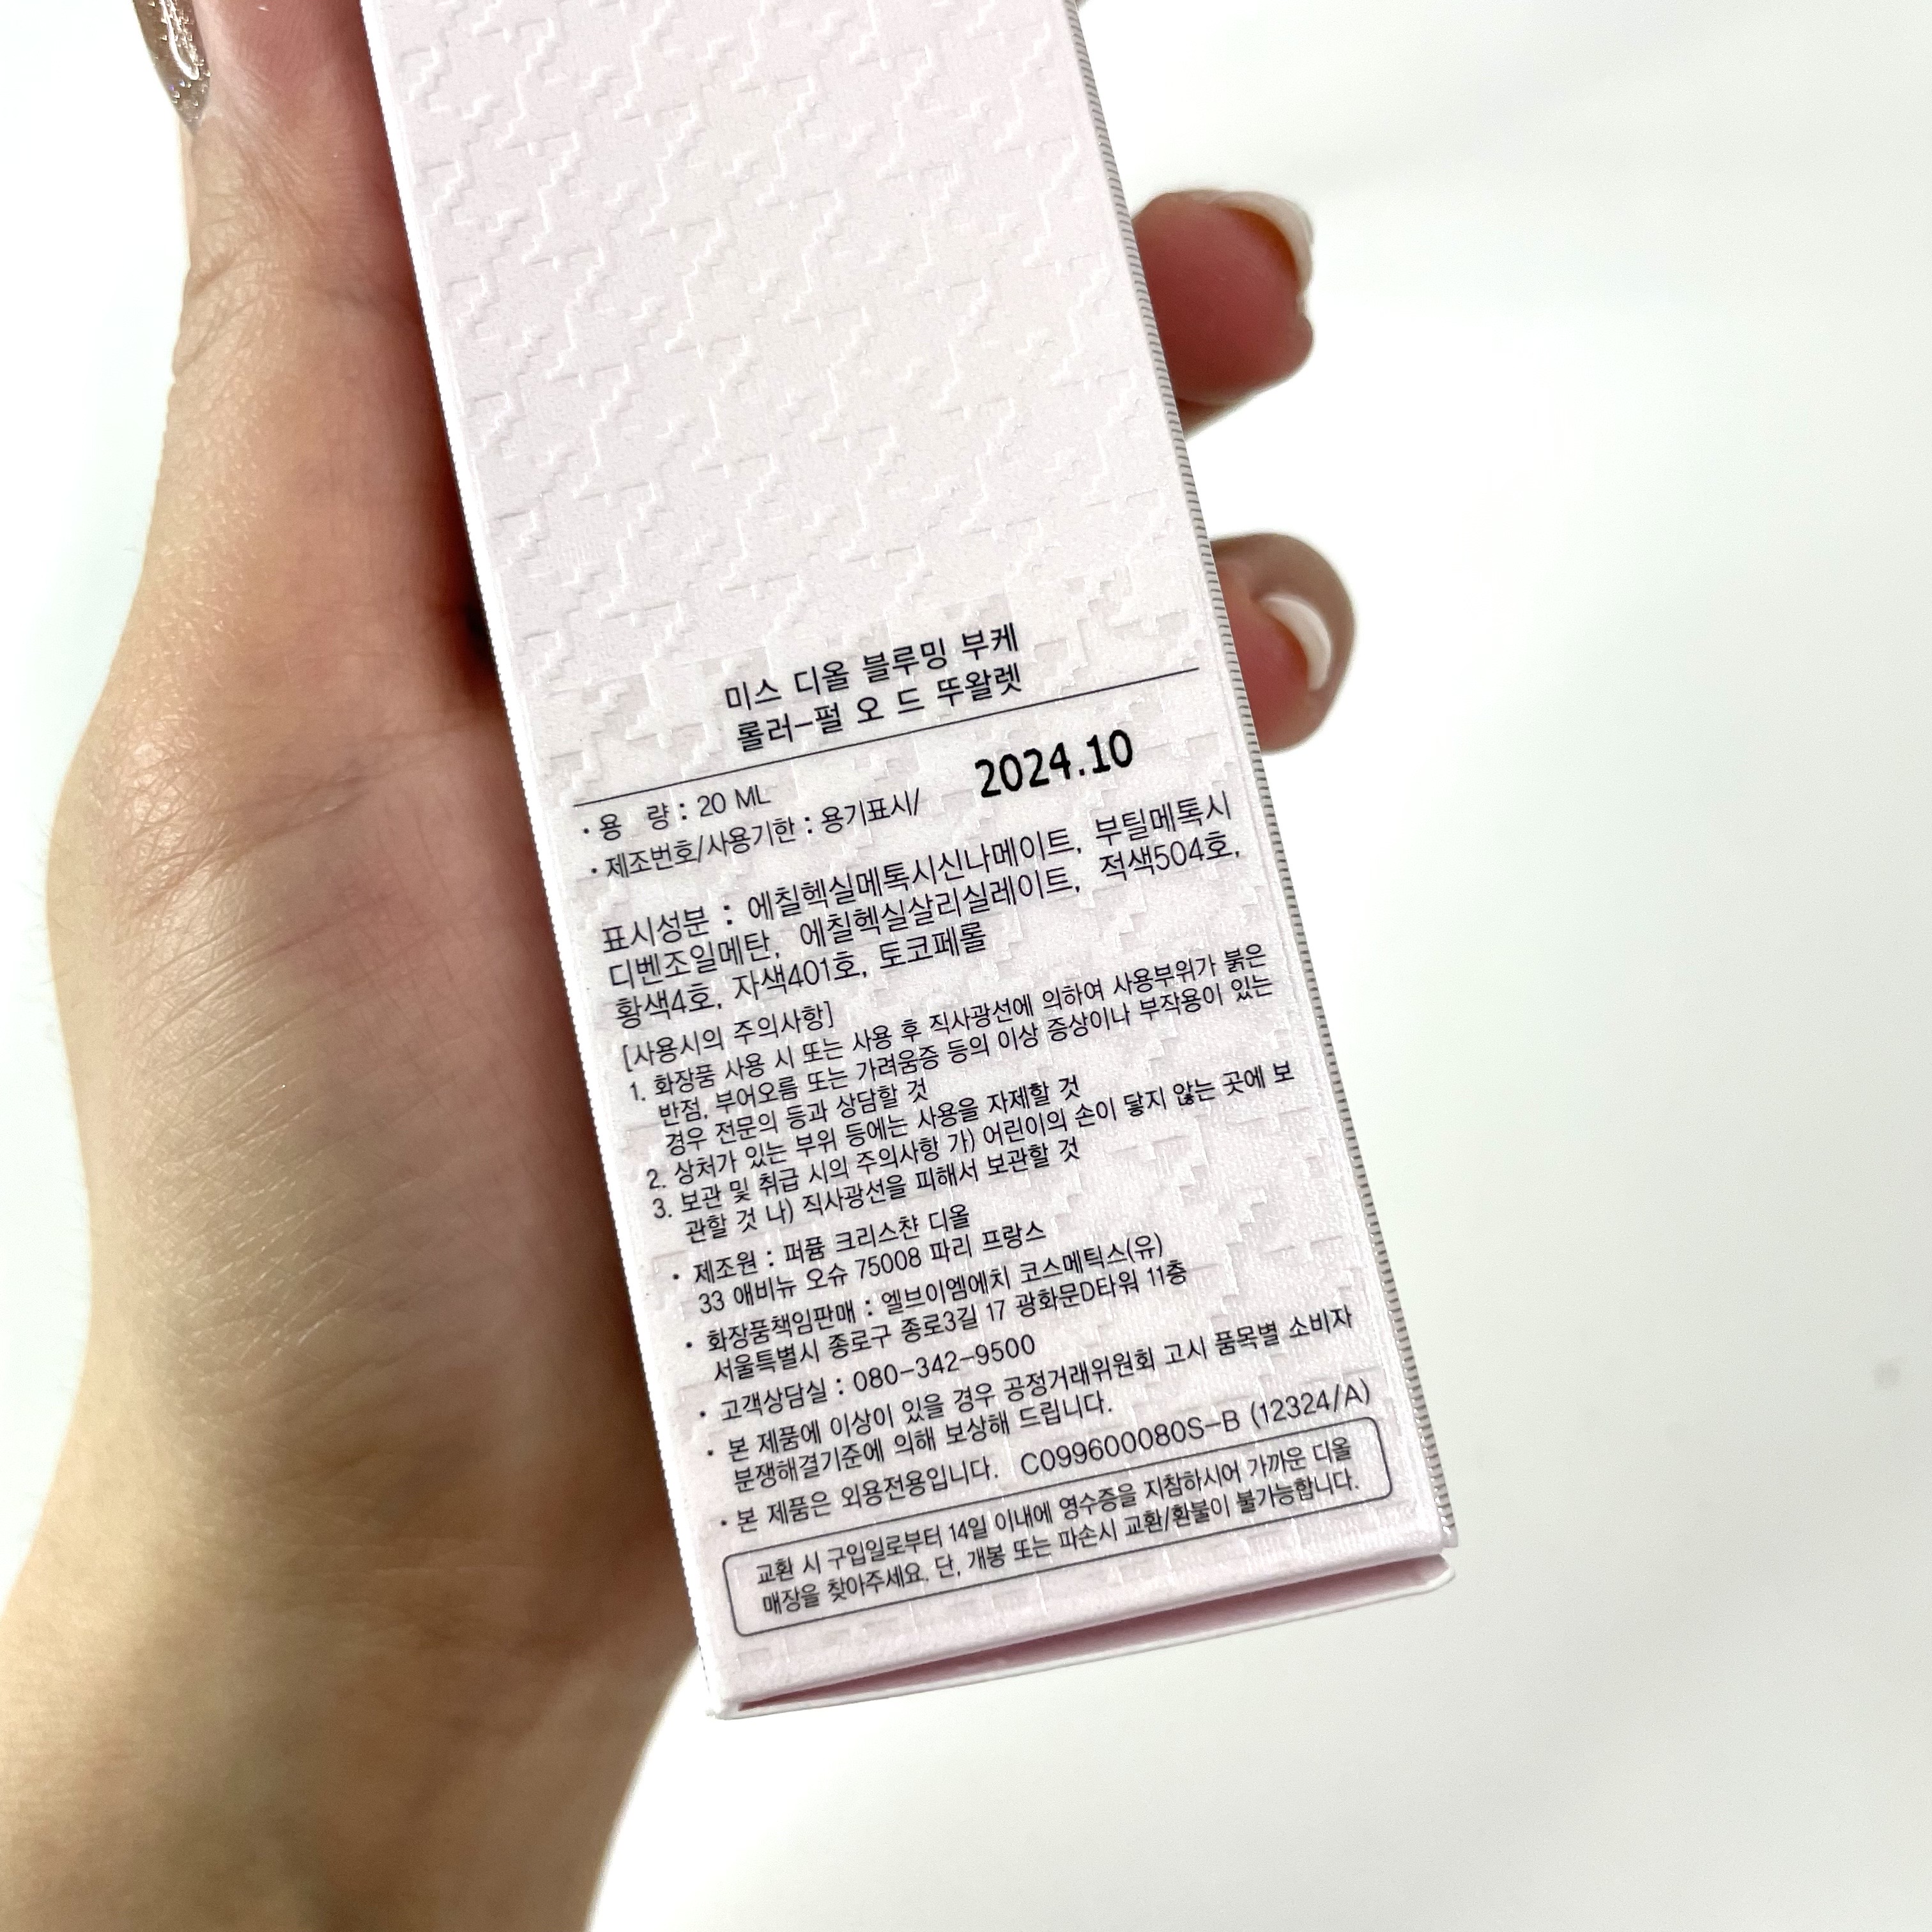 미스 디올 블루밍 부케
롤러-펄 오 드 뚜왈렛
·용 량 : 20 ML
·제조번호/사용기한 : 용기표시/ 2024.10
표시성분 : 에칠헥실메톡시신나메이트, 부틸메톡시
디벤조일메탄, 에칠헥실살리실레이트, 적색504호,
황색4호, 자색401호, 토코페롤
[사용시의 주의사항]
1. 화장품 사용 시 또는 사용 후 직사광선에 의하여 사용부위가 붉은
반점, 부어오름 또는 가려움증 등의 이상 증상이나 부작용이 있는
경우 전문의 등과 상담할 것
2. 상처가 있는 부위 등에는 사용을 자제할 것
3. 보관 및 취급 시의 주의사항 가) 어린이의 손이 닿지 않는 곳에 보
관할 것 나) 직사광선을 피해서 보관할 것
· 제조원 : 퍼퓸 크리스챤 디올
33 애비뉴 오슈 75008 파리 프랑스
· 화장품책임판매 : 엘브이엠에치 코스메틱스(유)
서울특별시 종로구 종로3길 17 광화문D타워 11층
· 고객상담실 : 080-342-9500
· 본 제품에 이상이 있을 경우 공정거래위원회 고시 품목별 소비자
분쟁해결기준에 의해 보상해 드립니다.
· 본 제품은 외용전용입니다. C099600080S-B (12324/A)
교환 시 구입일로부터 14일 이내에 영수증을 지참하시어 가까운 디올
매장을 찾아주세요. 단, 개봉 또는 파손시 교환/환불이 불가능합니다.